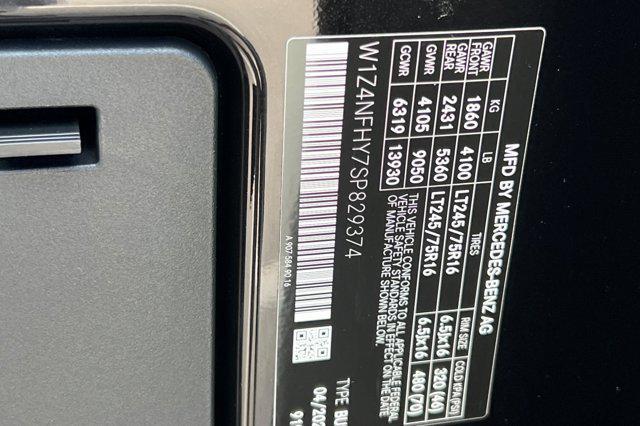 MFD BY MERCEDES-BENZ AG
KG LB TIRES RIM SIZE COLD kPA (PSI)
GAWR FRONT 1860 4100 LT245/75R16 6.5Jx16 320 (46)
GAWR REAR 2431 5360 LT245/75R16 6.5Jx16 480 (70)
GVWR 4105 9050
GCWR 6319 13930
THIS VEHICLE CONFORMS TO ALL APPLICABLE FEDERAL
VEHICLE SAFETY STANDARDS IN EFFECT ON THE DATE
OF MANUFACTURE SHOWN BELOW.
W1Z4NFHY7SP829374
TYPE BU
04/202
A 907 584 90 16